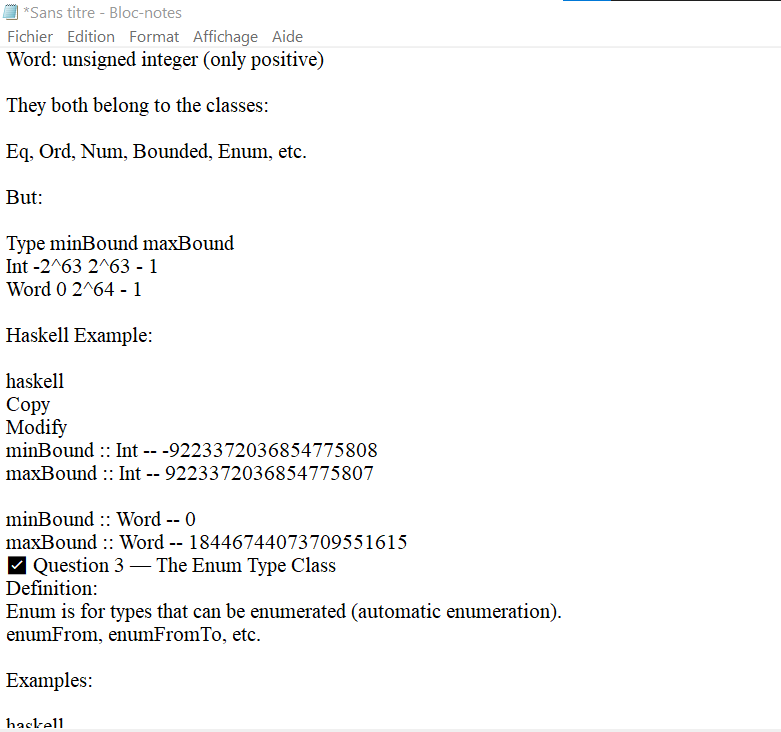 *Sans titre - Bloc-notes
Fichier Edition Format Affichage Aide
Word: unsigned integer (only positive)
They both belong to the classes:
Eq, Ord, Num, Bounded, Enum, etc.
But:
Type minBound maxBound
Int -2^63 2^63 - 1
Word 0 2^64 - 1
Haskell Example:
haskell
Copy
Modify
minBound :: Int -- -9223372036854775808
maxBound :: Int -- 9223372036854775807
minBound :: Word -- 0
maxBound :: Word -- 18446744073709551615
☑ Question 3 — The Enum Type Class
Definition:
Enum is for types that can be enumerated (automatic enumeration).
enumFrom, enumFromTo, etc.
Examples:
haskell